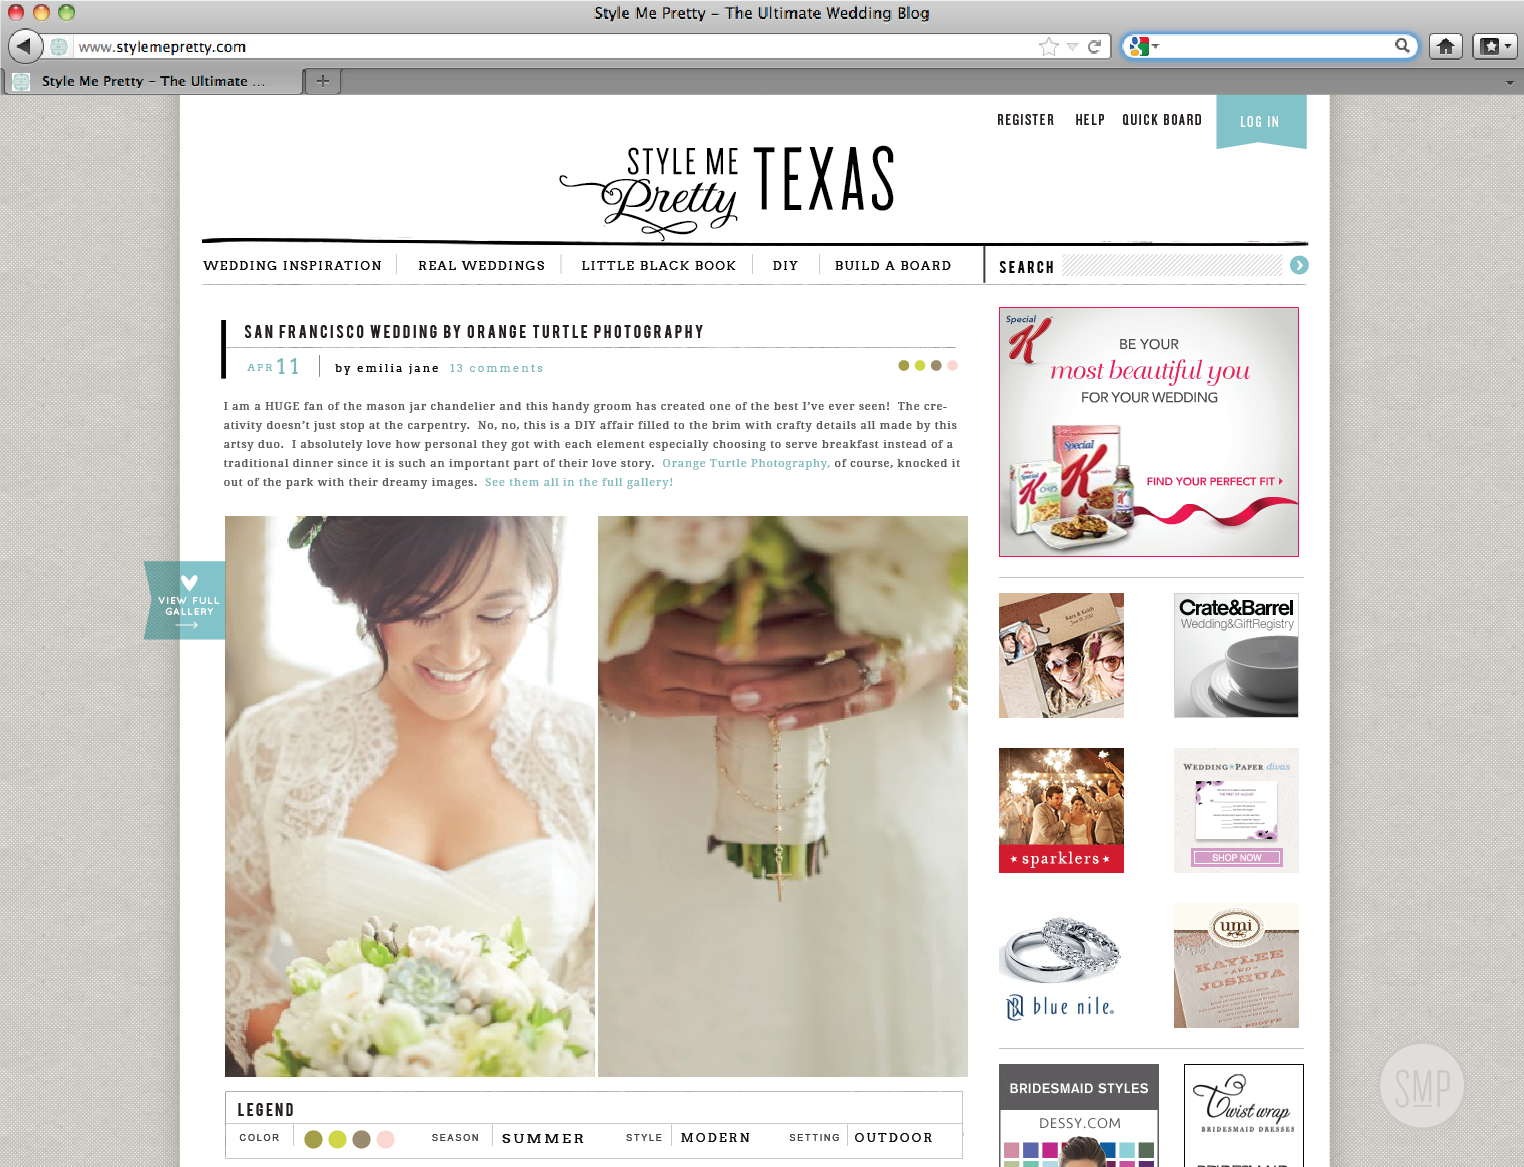 Style Me Pretty – The Ultimate Wedding Blog
www.stylemepretty.com
Style Me Pretty – The Ultimate ...
REGISTER HELP QUICK BOARD LOG IN
STYLE ME Pretty TEXAS
WEDDING INSPIRATION REAL WEDDINGS LITTLE BLACK BOOK DIY BUILD A BOARD SEARCH
SAN FRANCISCO WEDDING BY ORANGE TURTLE PHOTOGRAPHY
APR 11 by emilia jane 13 comments
I am a HUGE fan of the mason jar chandelier and this handy groom has created one of the best I've ever seen! The cre-
ativity doesn't just stop at the carpentry. No, no, this is a DIY affair filled to the brim with crafty details all made by this
artsy duo. I absolutely love how personal they got with each element especially choosing to serve breakfast instead of a
traditional dinner since it is such an important part of their love story. Orange Turtle Photography, of course, knocked it
out of the park with their dreamy images. See them all in the full gallery!
VIEW FULL
GALLERY
LEGEND
COLOR SEASON SUMMER STYLE MODERN SETTING OUTDOOR
Special K
BE YOUR
most beautiful you
FOR YOUR WEDDING
Special K
Special K
FIND YOUR PERFECT FIT
Kara & Keith
Crate&Barrel
Wedding&GiftRegistry
sparklers
WEDDING PAPER divas
SHOP NOW
blue nile
umi
KAYLEE
AND
JOSHUA
BRIDESMAID STYLES
DESSY.COM
Twist wrap
BRIDESMAID DRESSES
SMP